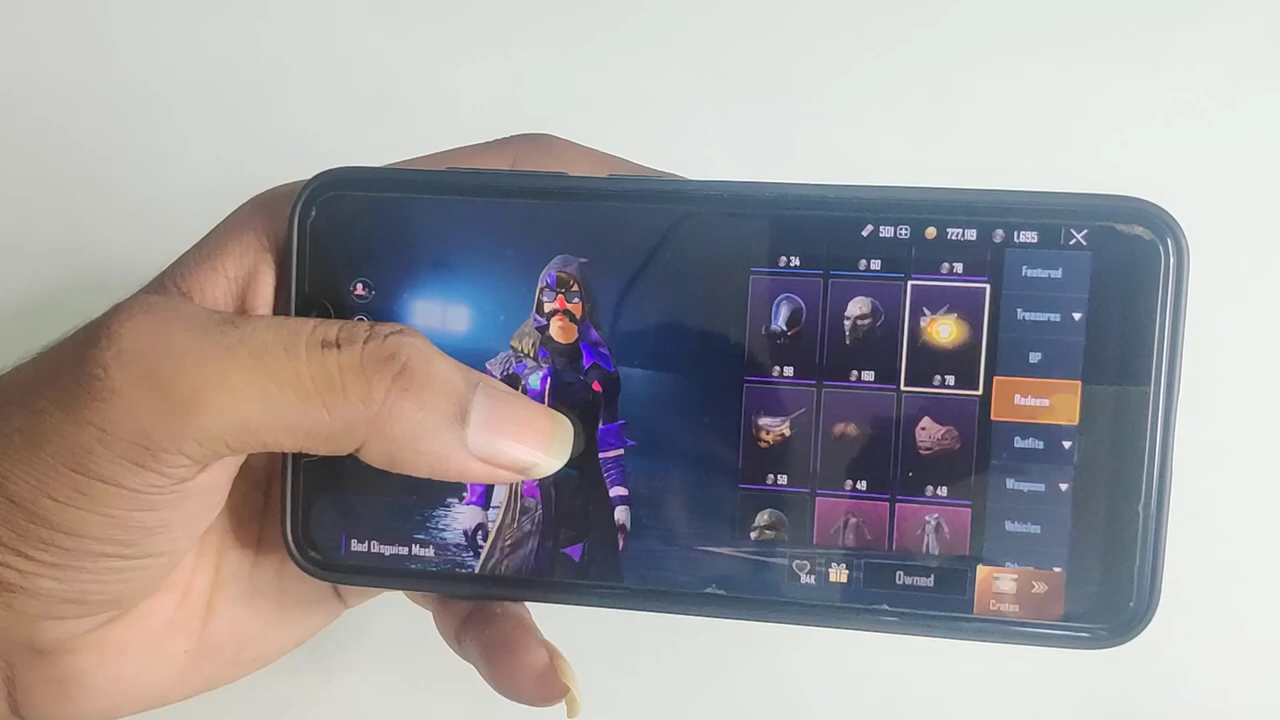 501 727,119 1,695
34 60 78
98 160 78
59 49 49
Bad Disguise Mask
84K
Owned
Featured
Treasures
BP
Redeem
Outfits
Weapons
Vehicles
Crates